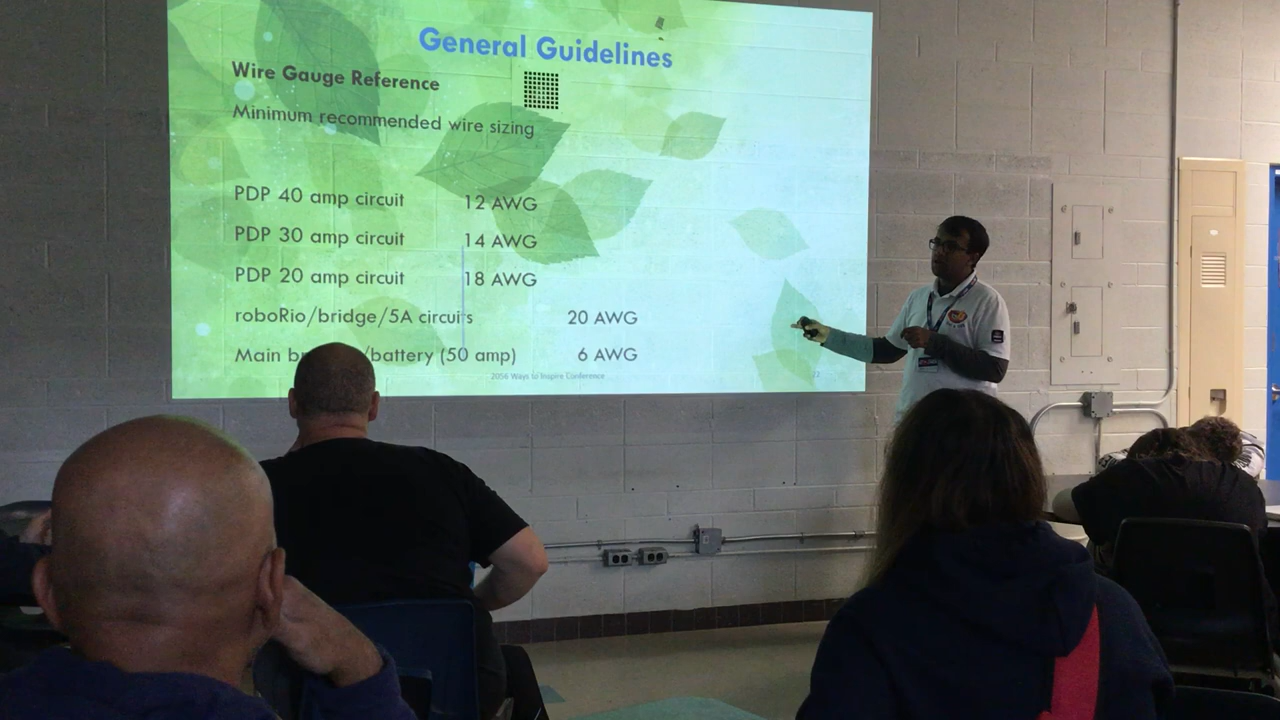 General Guidelines
Wire Gauge Reference
Minimum recommended wire sizing
PDP 40 amp circuit 12 AWG
PDP 30 amp circuit 14 AWG
PDP 20 amp circuit 18 AWG
roboRio/bridge/5A circuits 20 AWG
Main /battery (50 amp) 6 AWG
2056 Ways to Inspire Conference